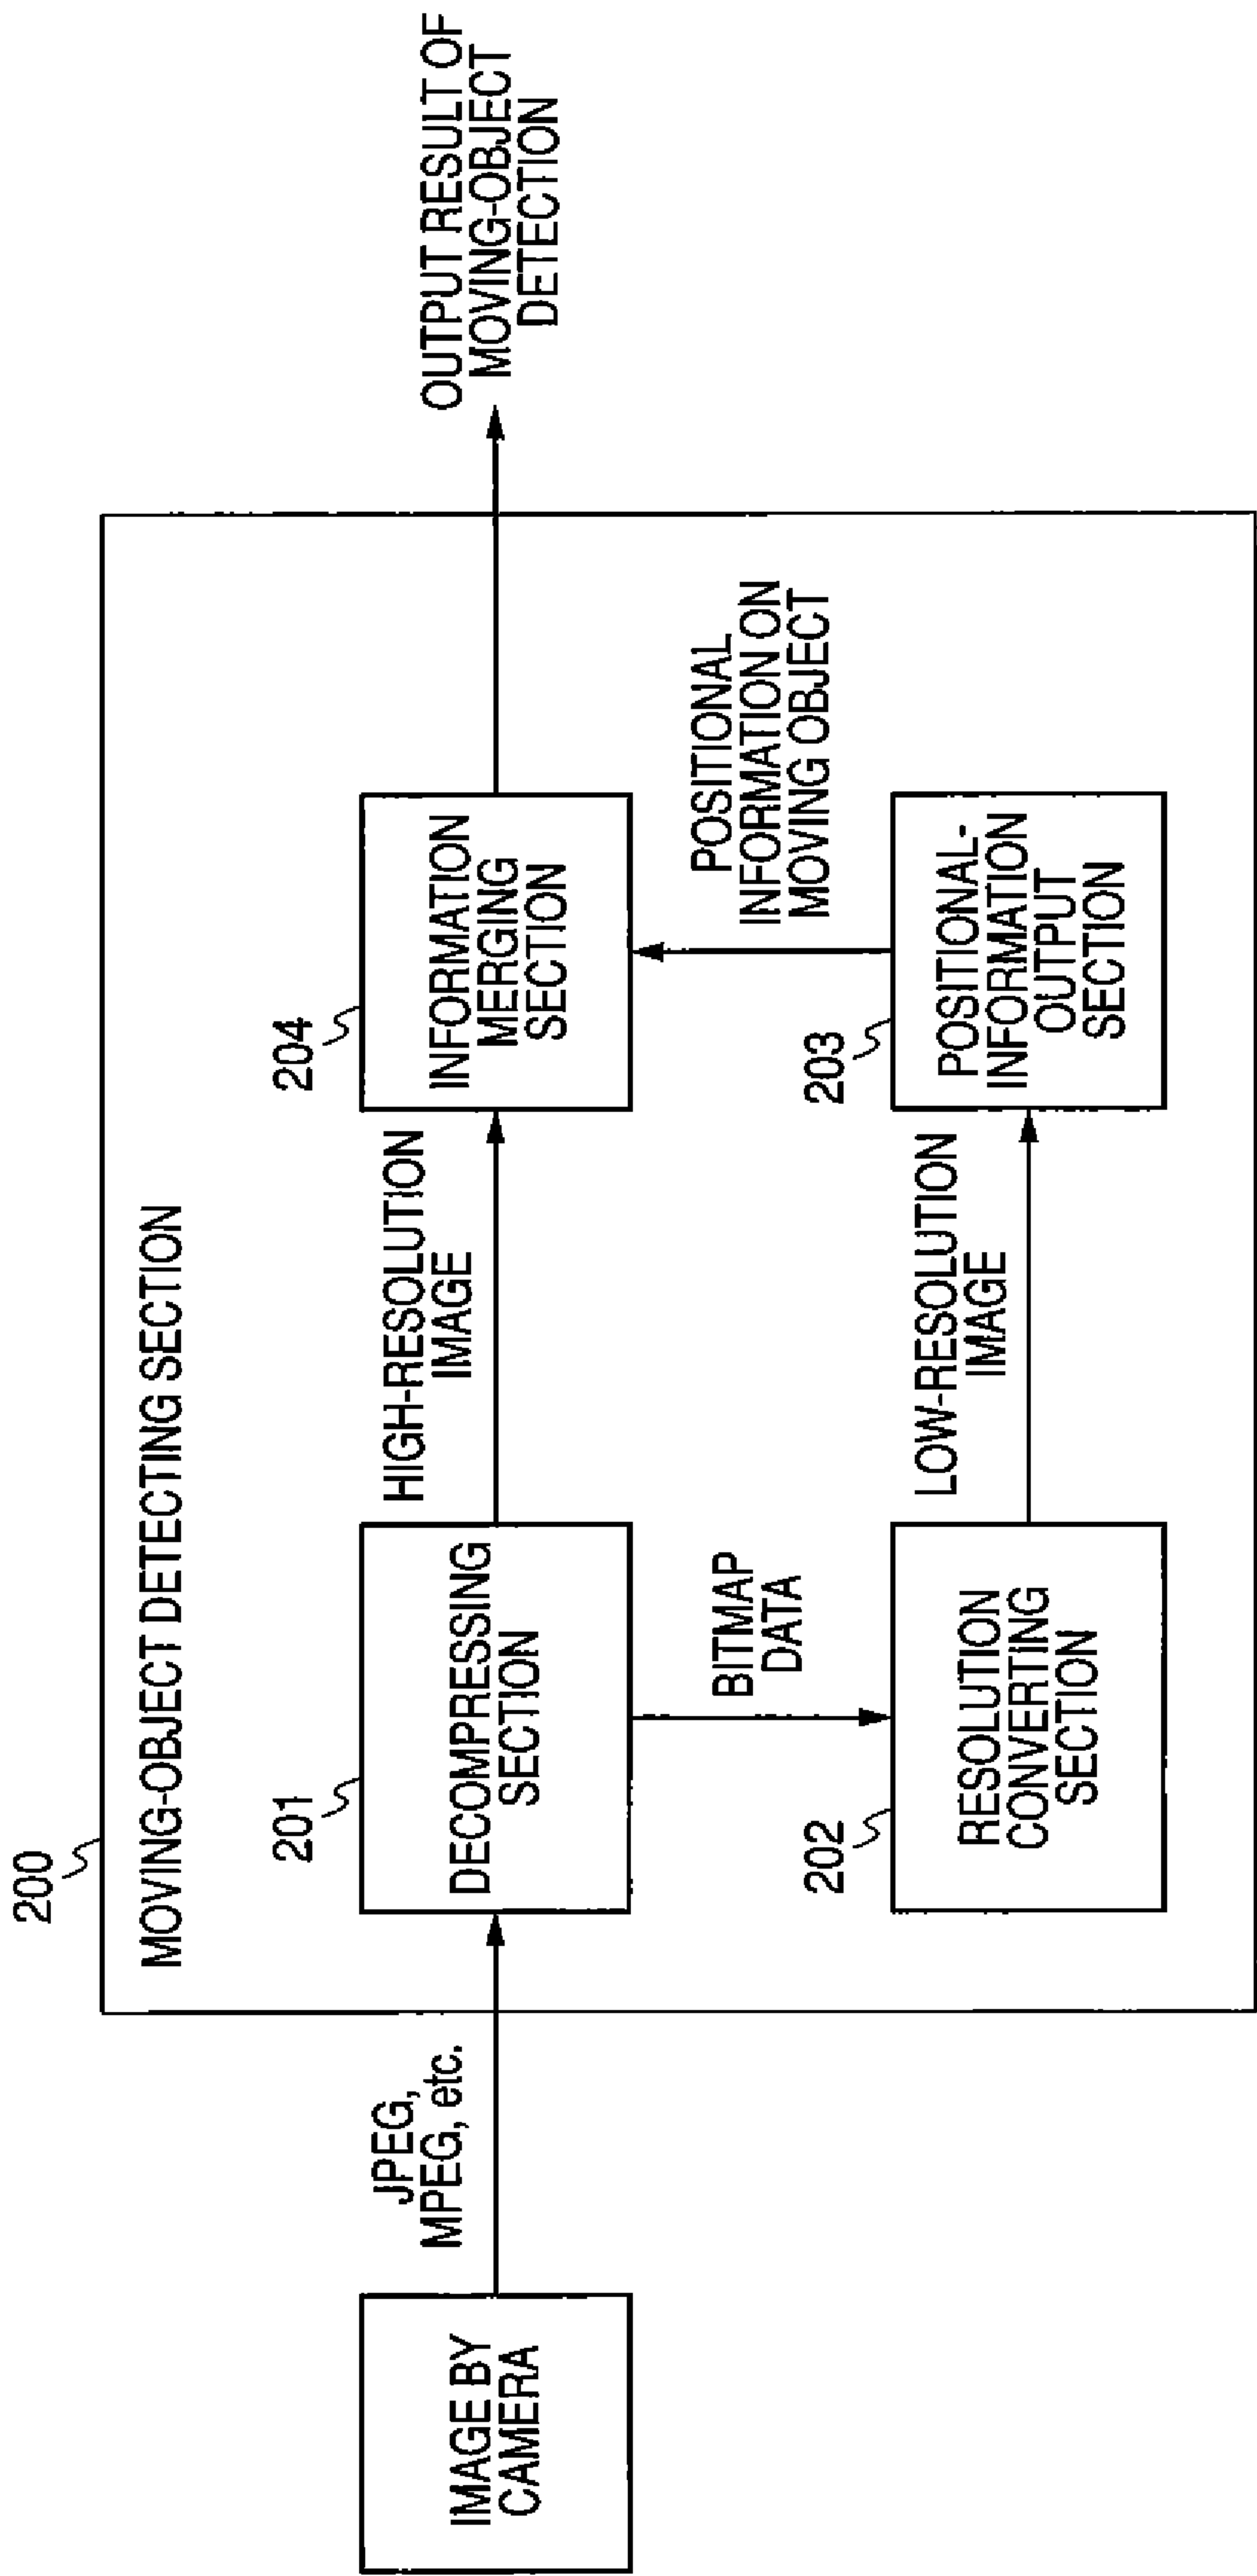 200
MOVING-OBJECT DETECTING SECTION
IMAGE BY
CAMERA
JPEG,
MPEG, etc.
201
DECOMPRESSING
SECTION
HIGH-RESOLUTION
IMAGE
204
INFORMATION
MERGING
SECTION
OUTPUT RESULT OF
MOVING-OBJECT
DETECTION
BITMAP
DATA
POSITIONAL
INFORMATION ON
MOVING OBJECT
202
RESOLUTION
CONVERTING
SECTION
LOW-RESOLUTION
IMAGE
203
POSITIONAL-
INFORMATION
OUTPUT
SECTION